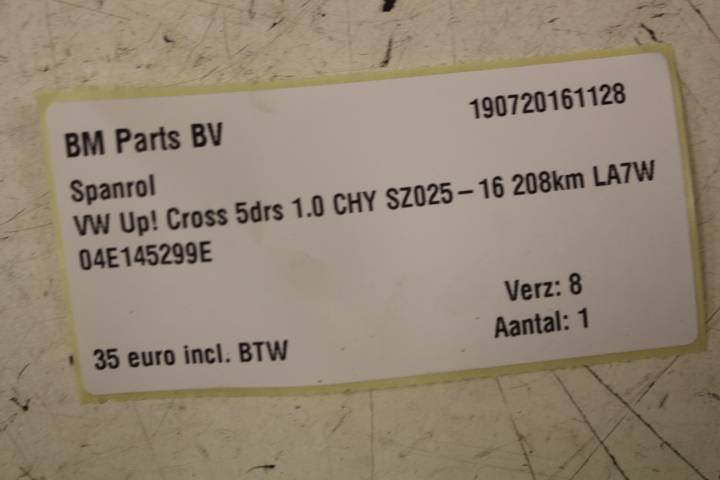 BM Parts BV
190720161128
Spanrol
VW Up! Cross 5drs 1.0 CHY SZ025-16 208km LA7W
04E145299E
Verz: 8
Aantal: 1
35 euro incl. BTW